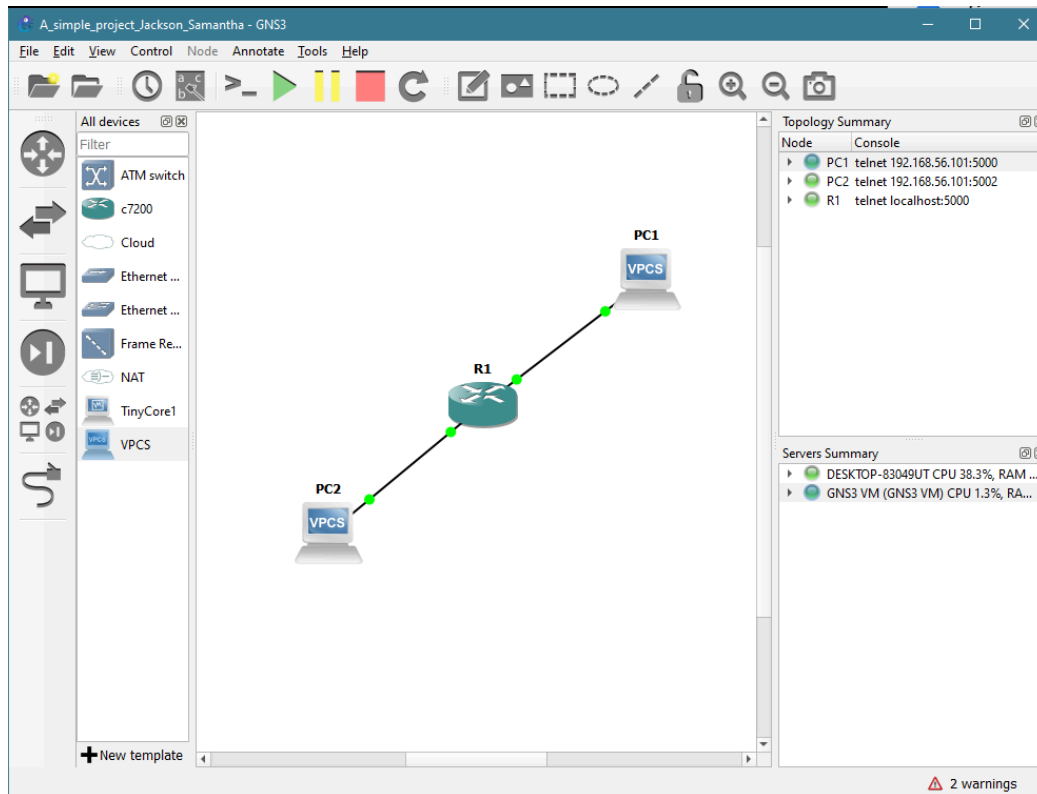 A_simple_project_Jackson_Samantha - GNS3
File Edit View Control Node Annotate Tools Help
All devices
Filter
ATM switch
c7200
Cloud
Ethernet ...
Ethernet ...
Frame Re...
NAT
TinyCore1
VPCS
New template
PC1
VPCS
R1
PC2
VPCS
Topology Summary
Node Console
PC1 telnet 192.168.56.101:5000
PC2 telnet 192.168.56.101:5002
R1 telnet localhost:5000
Servers Summary
DESKTOP-83049UT CPU 38.3%, RAM ...
GNS3 VM (GNS3 VM) CPU 1.3%, RA...
2 warnings